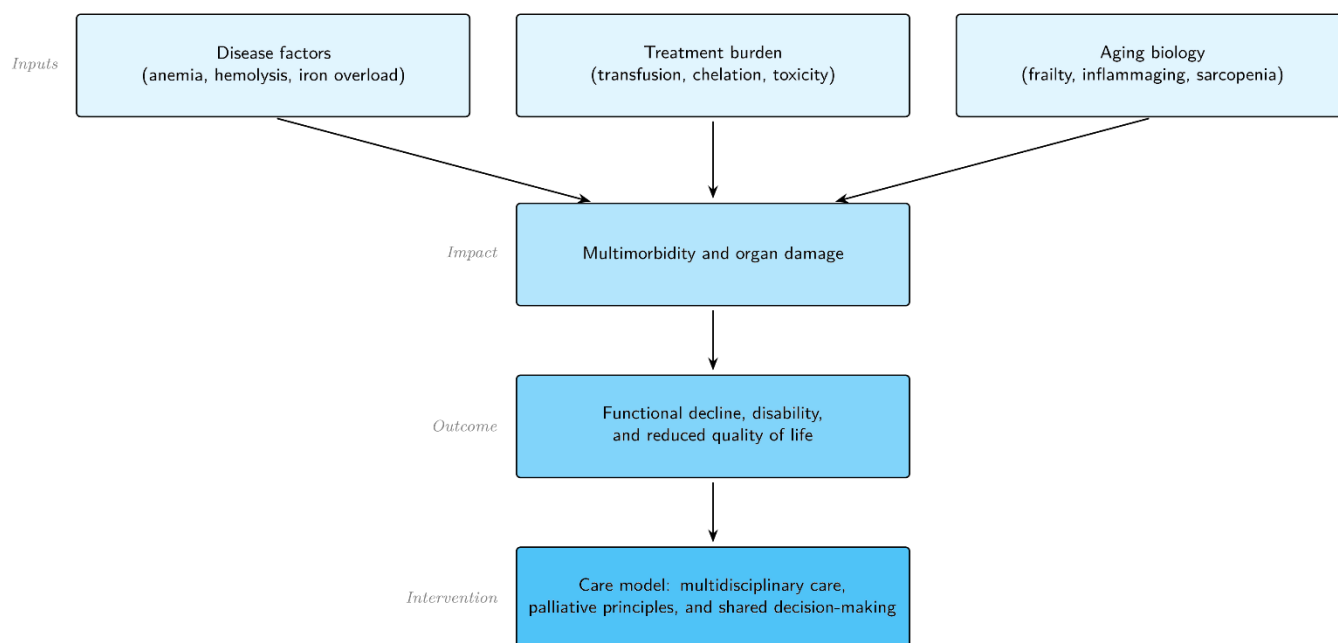 Inputs
Disease factors
(anemia, hemolysis, iron overload)
Treatment burden
(transfusion, chelation, toxicity)
Aging biology
(frailty, inflammaging, sarcopenia)
Impact
Multimorbidity and organ damage
Outcome
Functional decline, disability,
and reduced quality of life
Intervention
Care model: multidisciplinary care,
palliative principles, and shared decision-making